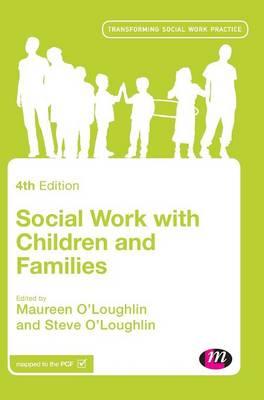 TRANSFORMING SOCIAL WORK PRACTICE
4th Edition
Social Work with
Children and
Families
Edited by
Maureen O'Loughlin
and Steve O'Loughlin
mapped to the PCF